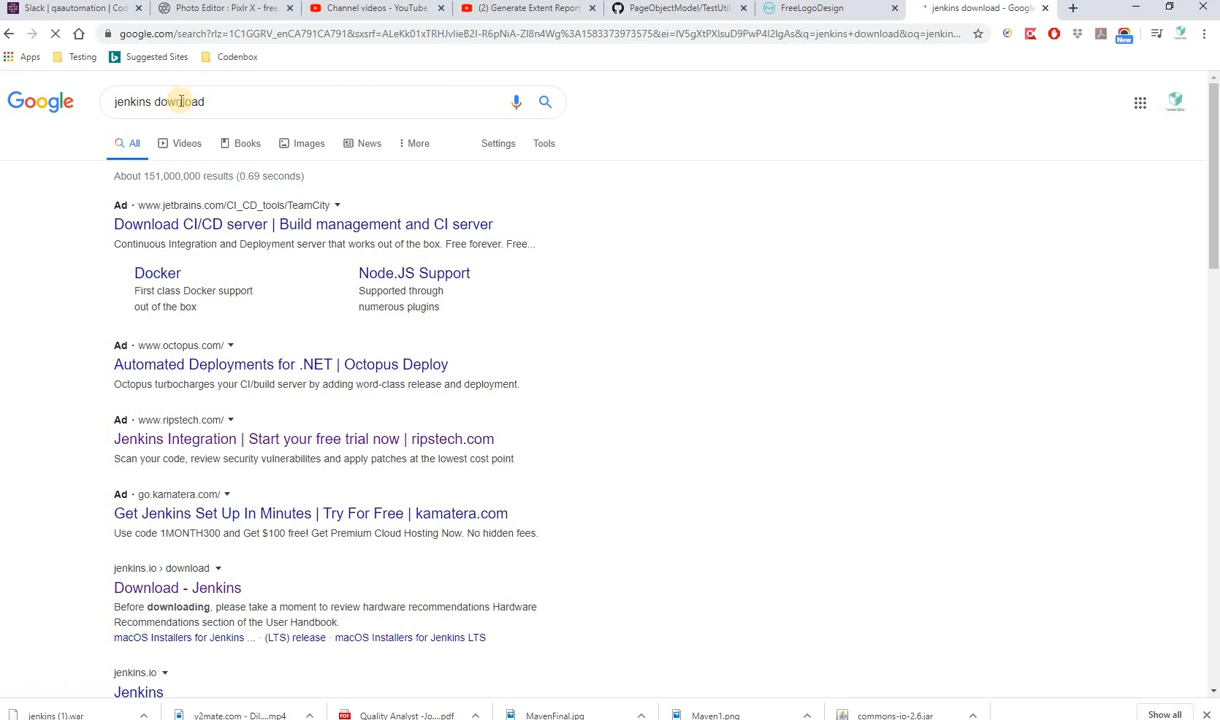 Slack | qaautomation | Cod
Photo Editor : Pixlr X - free
Channel videos - YouTube
(2) Generate Extent Report
PageObjectModel/TestUtil
FreeLogoDesign
jenkins download - Goog
google.com/search?rlz=1C1GGRV_enCA791CA791&sxsrf=ALeKk01xTRHJvIieB2I-R6pNiA-Zl8n4Wg%3A1583373973575&ei=IV5gXtPXIsuD9PwP4I2IgAs&q=jenkins+download&oq=jenkin...
New
Apps Testing Suggested Sites Codenbox
Google
jenkins download
All Videos Books Images News More Settings Tools
About 151,000,000 results (0.69 seconds)
Ad · www.jetbrains.com/CI_CD_tools/TeamCity
Download CI/CD server | Build management and CI server
Continuous Integration and Deployment server that works out of the box. Free forever. Free...
Docker Node.JS Support
First class Docker support Supported through
out of the box numerous plugins
Ad · www.octopus.com/
Automated Deployments for .NET | Octopus Deploy
Octopus turbocharges your CI/build server by adding word-class release and deployment.
Ad · www.ripstech.com/
Jenkins Integration | Start your free trial now | ripstech.com
Scan your code, review security vulnerabilites and apply patches at the lowest cost point
Ad · go.kamatera.com/
Get Jenkins Set Up In Minutes | Try For Free | kamatera.com
Use code 1MONTH300 and Get $100 free! Get Premium Cloud Hosting Now. No hidden fees.
jenkins.io › download
Download - Jenkins
Before downloading, please take a moment to review hardware recommendations Hardware
Recommendations section of the User Handbook.
macOS Installers for Jenkins ... · (LTS) release · macOS Installers for Jenkins LTS
jenkins.io
Jenkins
jenkins (1).war
y2mate.com - Dil....mp4
Quality Analyst -Jo....pdf
MavenFinal.jpg
Maven1.png
commons-io-2.6.jar
Show all